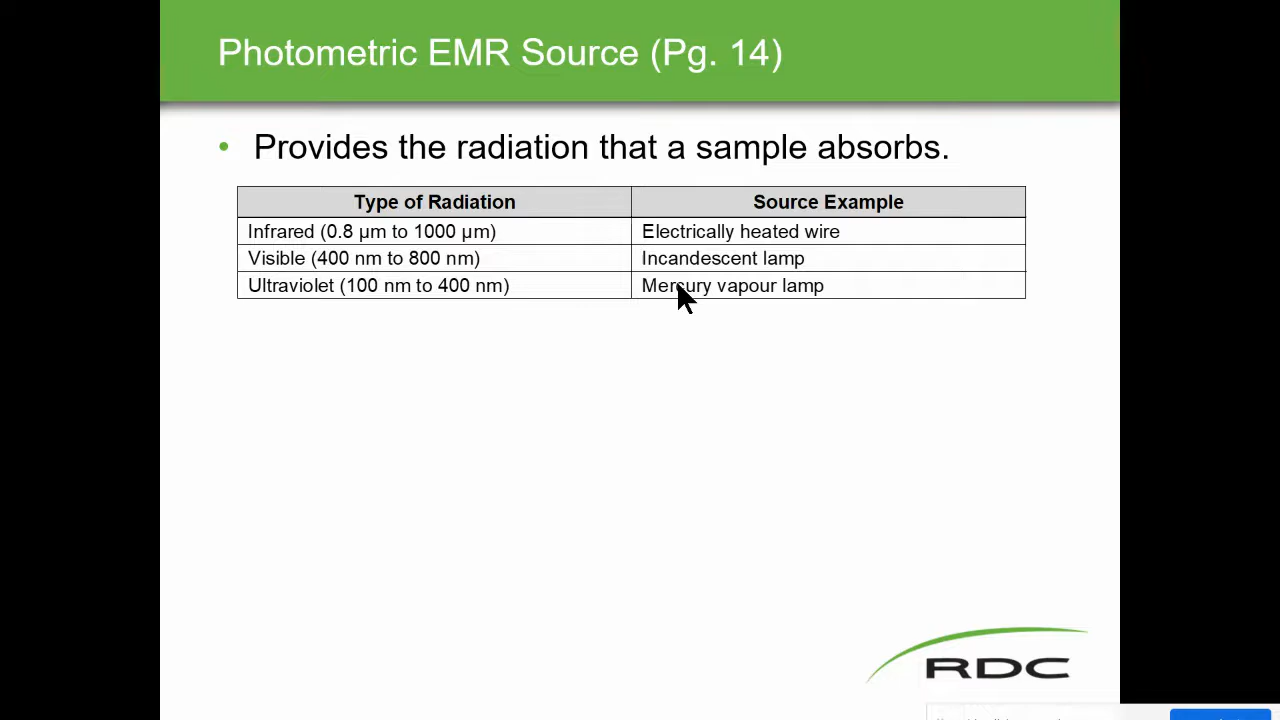 Photometric EMR Source (Pg. 14)
• Provides the radiation that a sample absorbs.
Type of Radiation Source Example
Infrared (0.8 µm to 1000 µm) Electrically heated wire
Visible (400 nm to 800 nm) Incandescent lamp
Ultraviolet (100 nm to 400 nm) Mercury vapour lamp
RDC